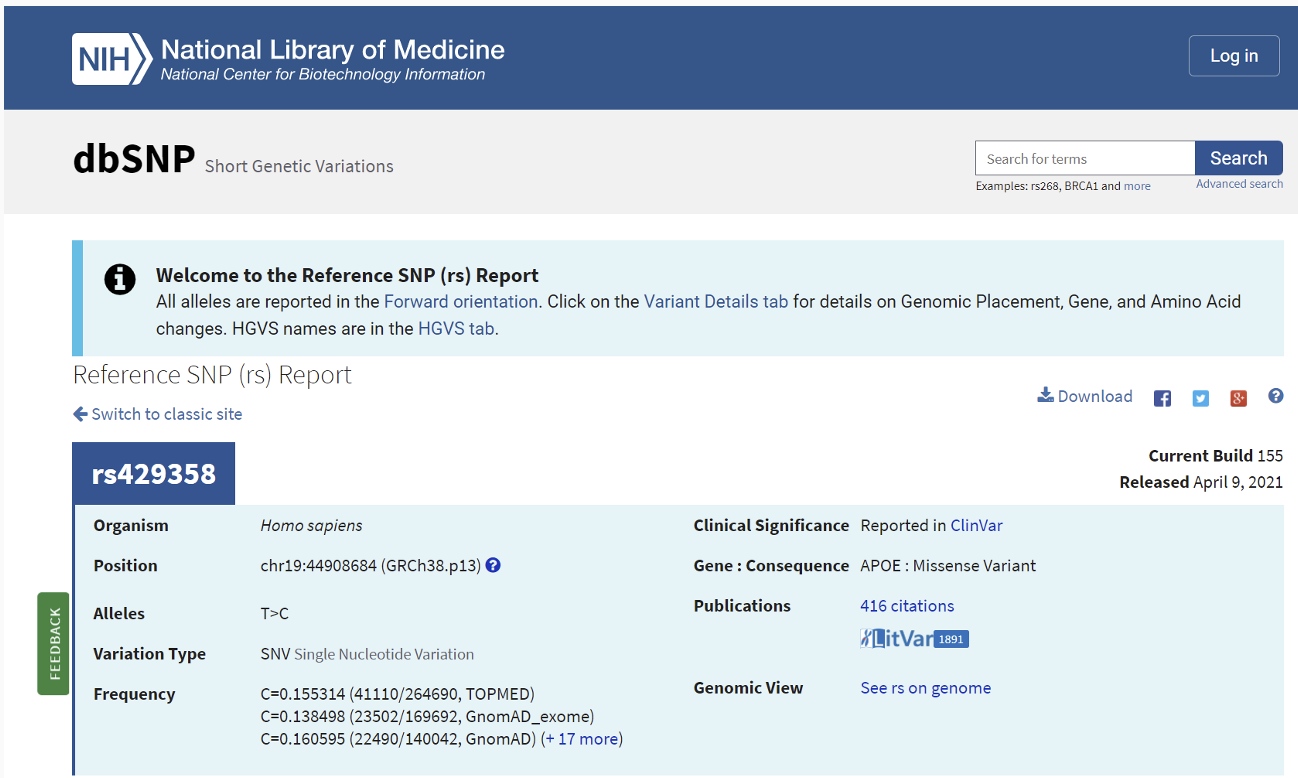 NIH National Library of Medicine
National Center for Biotechnology Information
Log in
dbSNP Short Genetic Variations
Search for terms
Search
Examples: rs268, BRCA1 and more
Advanced search
Welcome to the Reference SNP (rs) Report
All alleles are reported in the Forward orientation. Click on the Variant Details tab for details on Genomic Placement, Gene, and Amino Acid
changes. HGVS names are in the HGVS tab.
Reference SNP (rs) Report
Switch to classic site
Download
rs429358
Current Build 155
Released April 9, 2021
Organism Homo sapiens
Position chr19:44908684 (GRCh38.p13)
Alleles T>C
Variation Type SNV Single Nucleotide Variation
Frequency C=0.155314 (41110/264690, TOPMED)
C=0.138498 (23502/169692, GnomAD_exome)
C=0.160595 (22490/140042, GnomAD) (+ 17 more)
Clinical Significance Reported in ClinVar
Gene : Consequence APOE : Missense Variant
Publications 416 citations
LitVar 1891
Genomic View See rs on genome
FEEDBACK